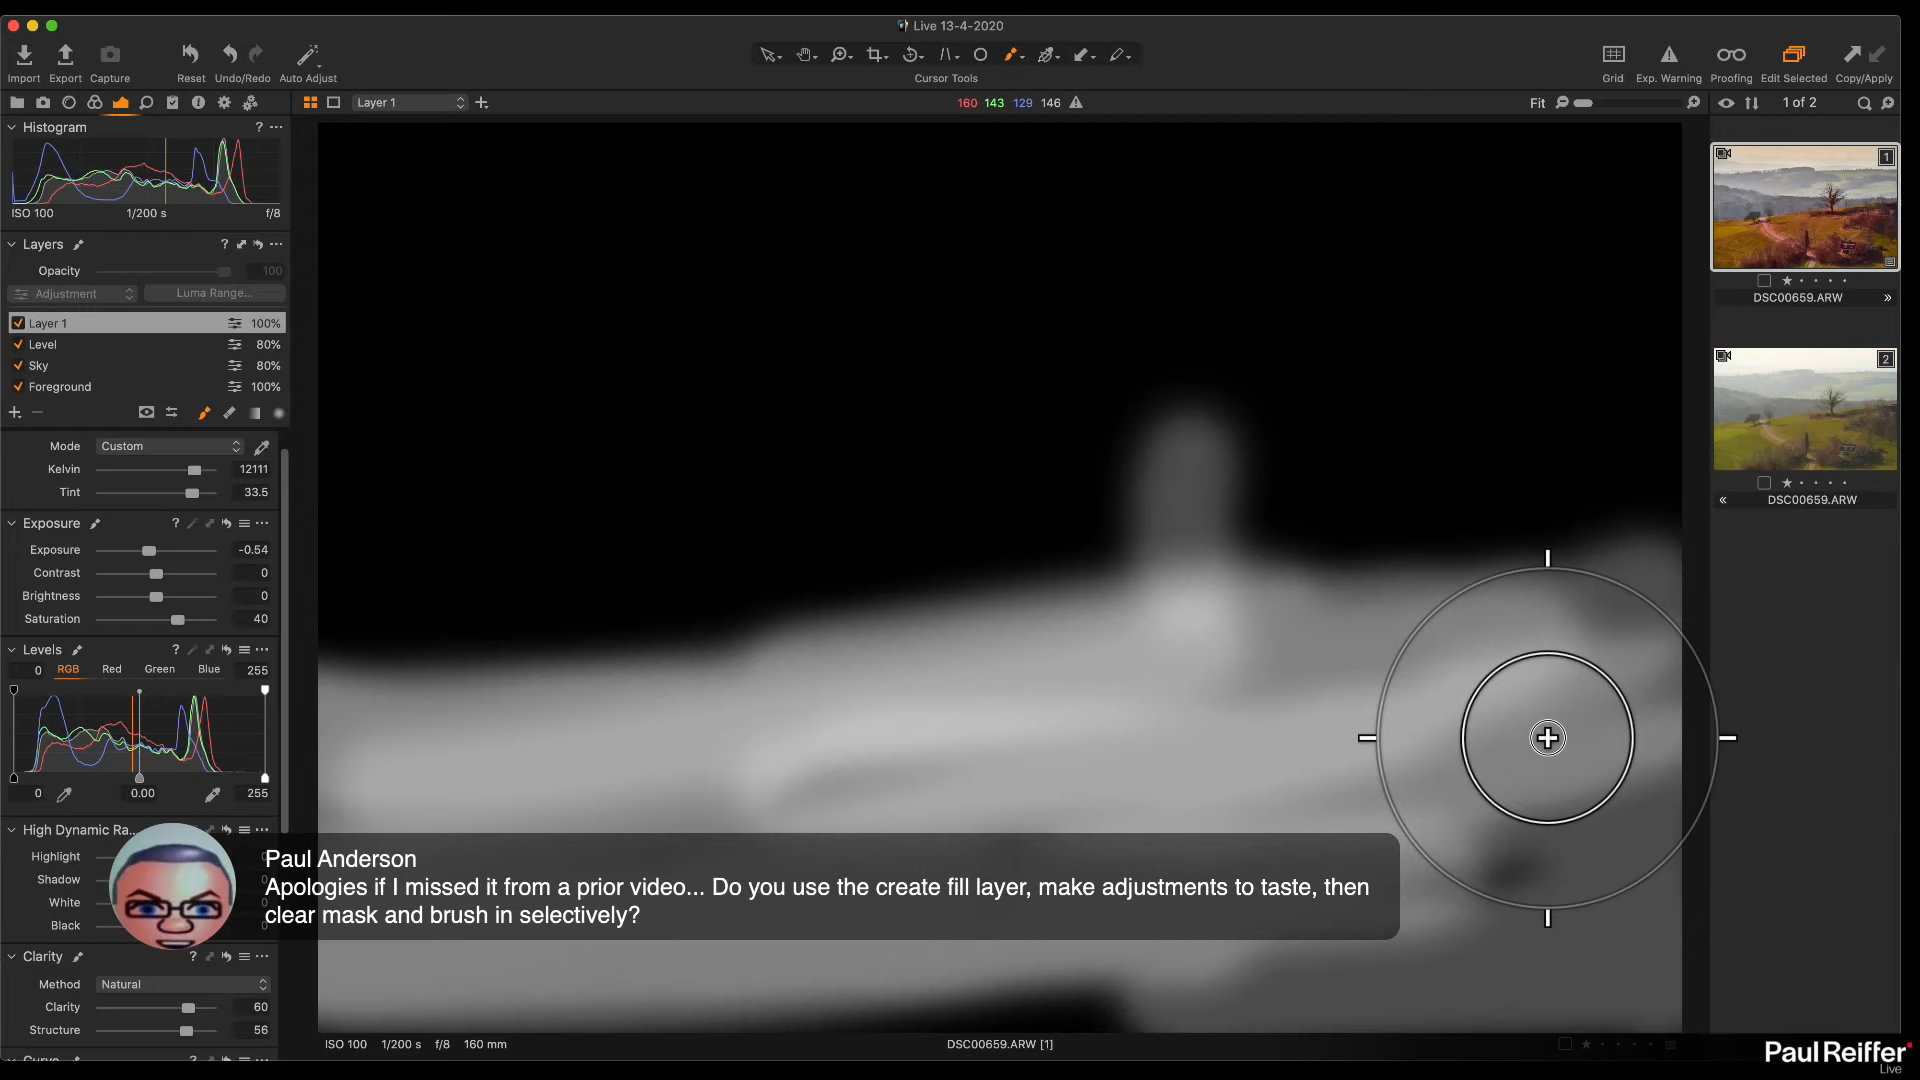 Live 13-4-2020
Import
Export
Capture
Reset
Undo/Redo
Auto Adjust
Cursor Tools
Grid
Exp. Warning
Proofing
Edit Selected
Copy/Apply
Layer 1
160 143 129 146
Fit
1 of 2
Histogram
? ...
ISO 100
1/200 s
f/8
Layers
? ...
Opacity 100
Adjustment
Luma Range...
Layer 1 100%
Level 80%
Sky 80%
Foreground 100%
Mode Custom
Kelvin 12111
Tint 33.5
Exposure
? ...
Exposure -0.54
Contrast 0
Brightness 0
Saturation 40
Levels
? ...
0 RGB Red Green Blue 255
0 0.00 255
High Dynamic Ra...
Highlight
Shadow
White
Black
Clarity
? ...
Method Natural
Clarity 60
Structure 56
1
DSC00659.ARW
2
DSC00659.ARW
Paul Anderson
Apologies if I missed it from a prior video... Do you use the create fill layer, make adjustments to taste, then
clear mask and brush in selectively?
ISO 100 1/200 s f/8 160 mm
DSC00659.ARW [1]
Paul Reiffer
Live